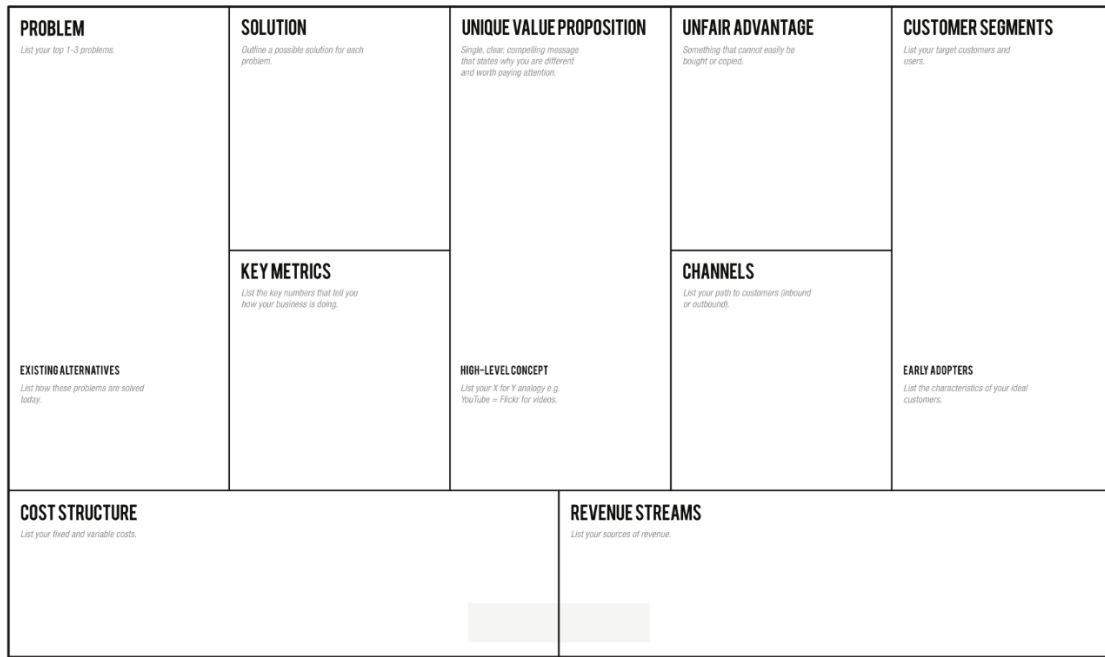 PROBLEM
List your top 1-3 problems.
EXISTING ALTERNATIVES
List how these problems are solved
today.
SOLUTION
Outline a possible solution for each
problem.
KEY METRICS
List the key numbers that tell you
how your business is doing.
UNIQUE VALUE PROPOSITION
Single, clear, compelling message
that states why you are different
and worth paying attention.
HIGH-LEVEL CONCEPT
List your X for Y analogy e.g.
YouTube = Flickr for videos.
UNFAIR ADVANTAGE
Something that cannot easily be
bought or copied.
CHANNELS
List your path to customers (inbound
or outbound).
CUSTOMER SEGMENTS
List your target customers and
users.
EARLY ADOPTERS
List the characteristics of your ideal
customers.
COST STRUCTURE
List your fixed and variable costs.
REVENUE STREAMS
List your sources of revenue.